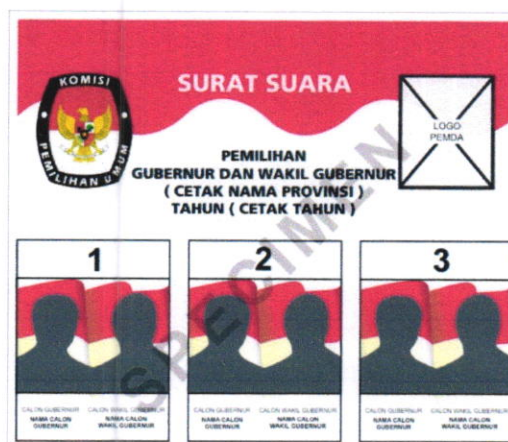 SURAT SUARA
KOMISI
PEMILIHAN UMUM
LOGO
PEMDA
PEMILIHAN
GUBERNUR DAN WAKIL GUBERNUR
( CETAK NAMA PROVINSI )
TAHUN ( CETAK TAHUN )
SPECIMEN
1
2
3
CALON GUBERNUR CALON WAKIL GUBERNUR
NAMA CALON GUBERNUR NAMA CALON WAKIL GUBERNUR
CALON GUBERNUR CALON WAKIL GUBERNUR
NAMA CALON GUBERNUR NAMA CALON WAKIL GUBERNUR
CALON GUBERNUR CALON WAKIL GUBERNUR
NAMA CALON GUBERNUR NAMA CALON WAKIL GUBERNUR